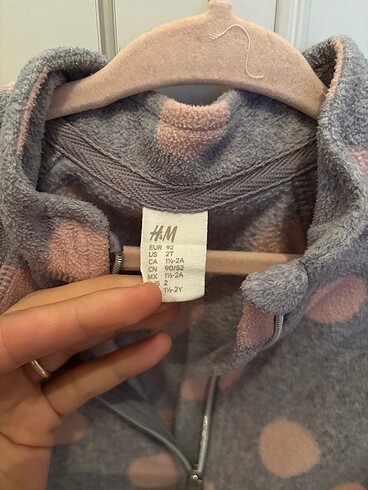 H&M
EUR 92
US 2T
CA 1½-2A
CN 90/52
MX 1½-2A
2
1½-2Y